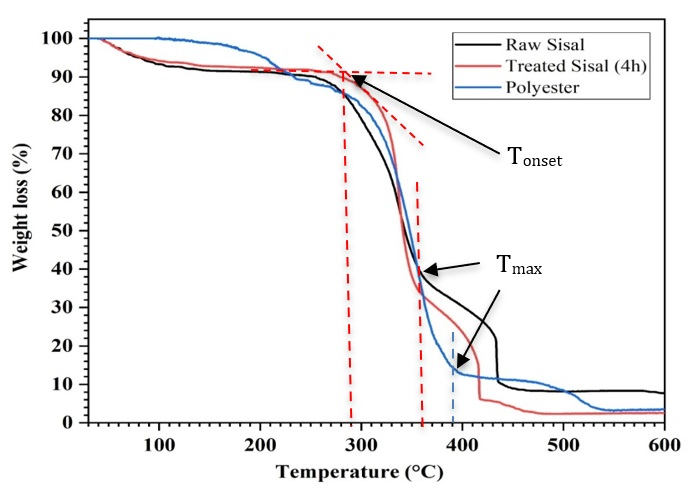 100
90
80
70
60
50
40
30
20
10
0
Weight loss (%)
Raw Sisal
Treated Sisal (4h)
Polyester
Tonset
Tmax
100 200 300 400 500 600
Temperature (°C)